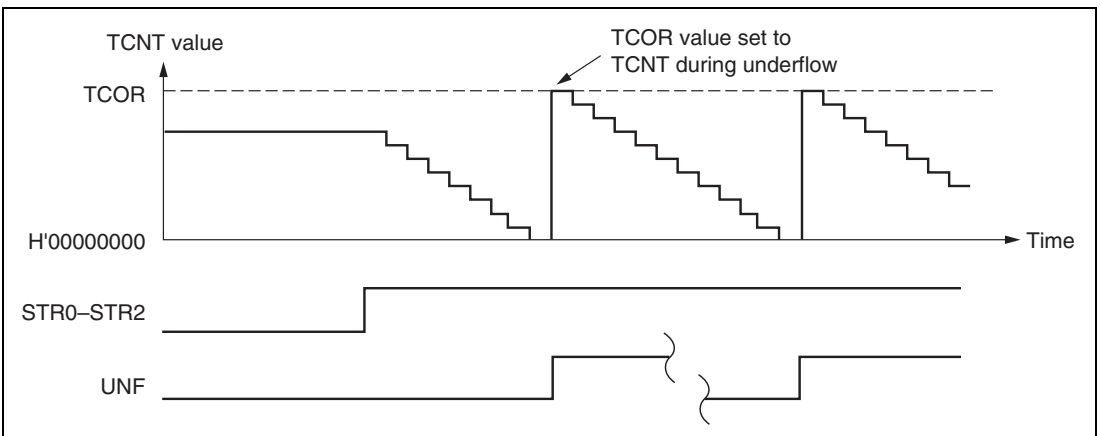 TCNT value
TCOR value set to
TCNT during underflow
TCOR
H'00000000
Time
STR0–STR2
UNF